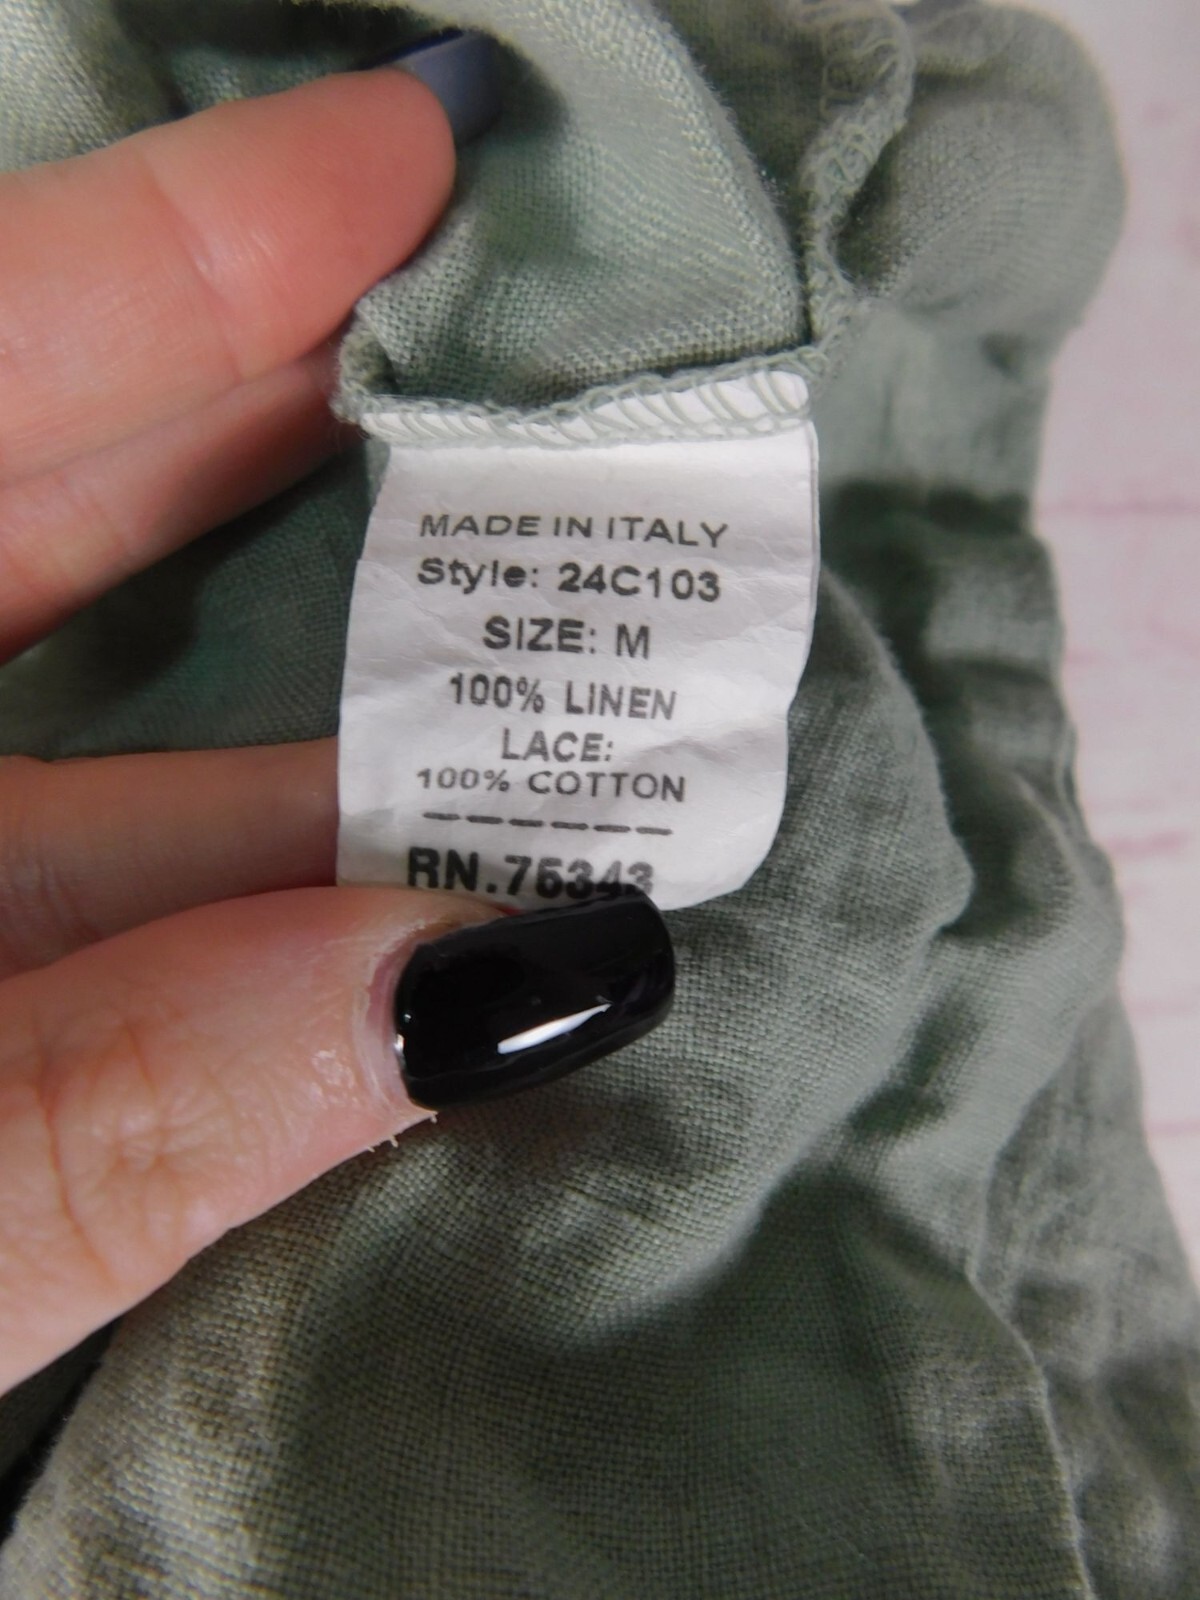 MADE IN ITALY
Style: 24C103
SIZE: M
100% LINEN
LACE:
100% COTTON
-------
RN.75343